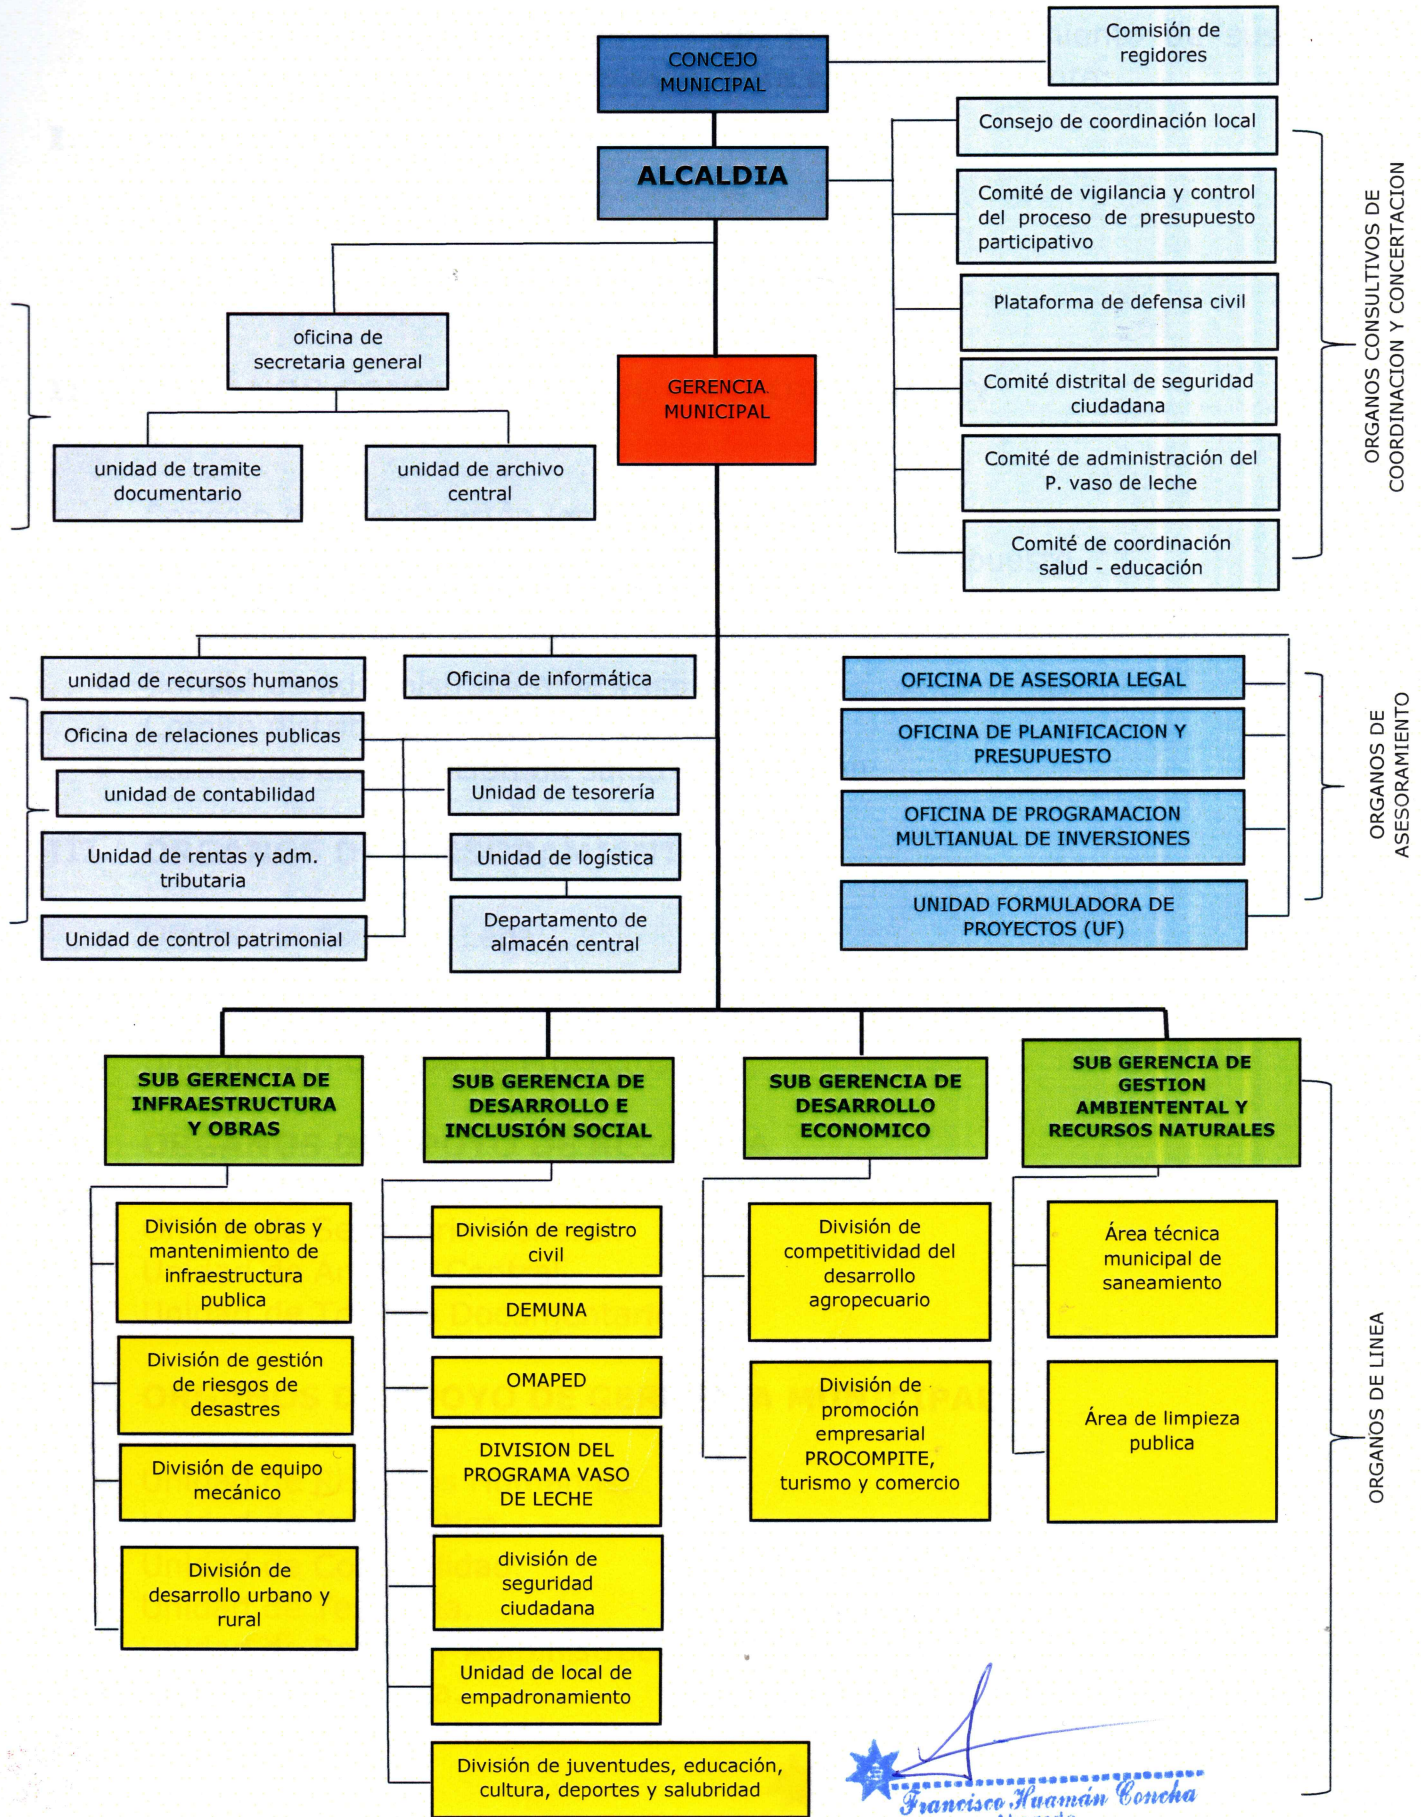 CONCEJO
MUNICIPAL
Comisión de
regidores
ALCALDIA
Consejo de coordinación local
Comité de vigilancia y control
del proceso de presupuesto
participativo
Plataforma de defensa civil
Comité distrital de seguridad
ciudadana
Comité de administración del
P. vaso de leche
Comité de coordinación
salud - educación
ORGANOS CONSULTIVOS DE
COORDINACION Y CONCERTACION
oficina de
secretaria general
unidad de tramite
documentario
unidad de archivo
central
GERENCIA
MUNICIPAL
unidad de recursos humanos
Oficina de informática
Oficina de relaciones publicas
unidad de contabilidad
Unidad de tesorería
Unidad de rentas y adm.
tributaria
Unidad de logística
Unidad de control patrimonial
Departamento de
almacén central
OFICINA DE ASESORIA LEGAL
OFICINA DE PLANIFICACION Y
PRESUPUESTO
OFICINA DE PROGRAMACION
MULTIANUAL DE INVERSIONES
UNIDAD FORMULADORA DE
PROYECTOS (UF)
ORGANOS DE
ASESORAMIENTO
SUB GERENCIA DE
INFRAESTRUCTURA
Y OBRAS
División de obras y
mantenimiento de
infraestructura
publica
División de gestión
de riesgos de
desastres
División de equipo
mecánico
División de
desarrollo urbano y
rural
SUB GERENCIA DE
DESARROLLO E
INCLUSIÓN SOCIAL
División de registro
civil
DEMUNA
OMAPED
DIVISION DEL
PROGRAMA VASO
DE LECHE
división de
seguridad
ciudadana
Unidad de local de
empadronamiento
División de juventudes, educación,
cultura, deportes y salubridad
SUB GERENCIA DE
DESARROLLO
ECONOMICO
División de
competitividad del
desarrollo
agropecuario
División de
promoción
empresarial
PROCOMPITE,
turismo y comercio
SUB GERENCIA DE
GESTION
AMBIENTENTAL Y
RECURSOS NATURALES
Área técnica
municipal de
saneamiento
Área de limpieza
publica
ORGANOS DE LINEA
Francisco Huamán Concha